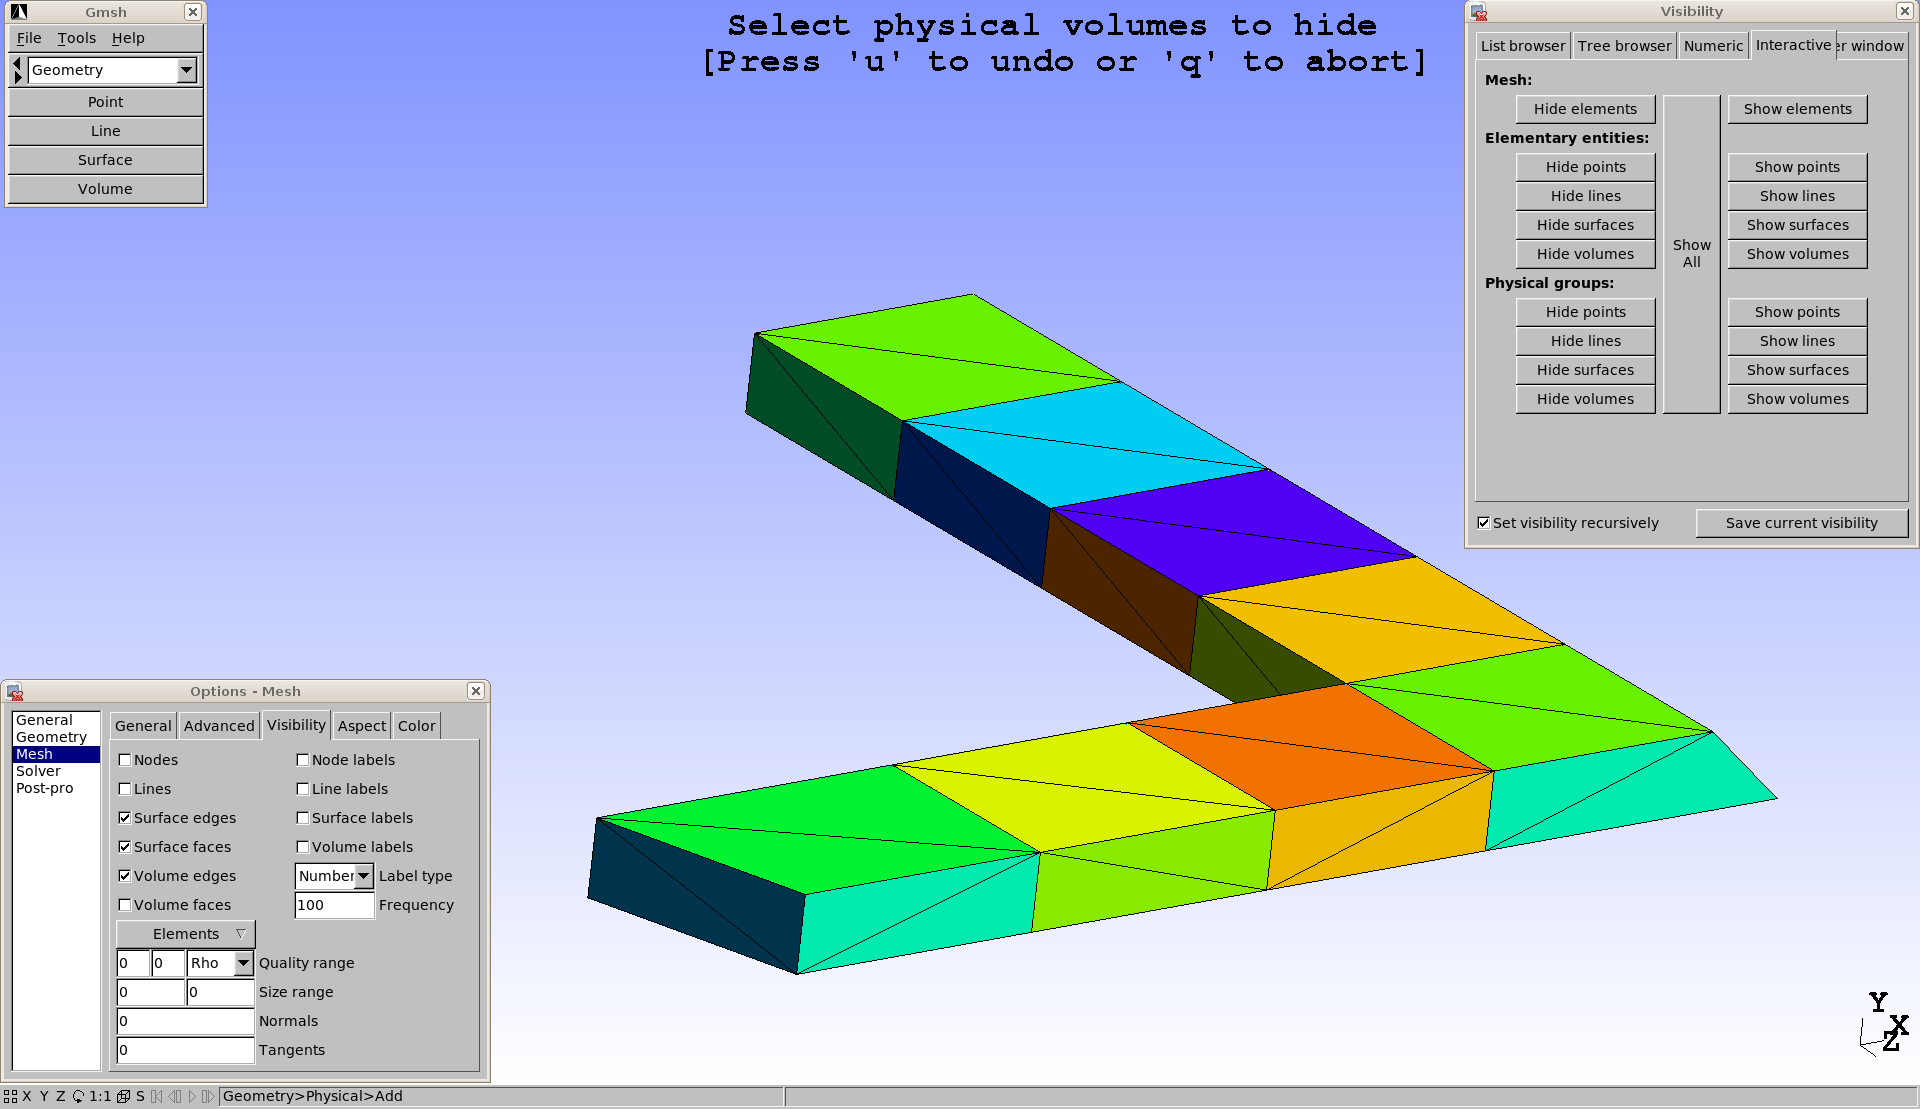 Gmsh
File Tools Help
Geometry
Point
Line
Surface
Volume
Select physical volumes to hide
[Press 'u' to undo or 'q' to abort]
Visibility
List browser Tree browser Numeric Interactive er window
Mesh:
Hide elements Show elements
Elementary entities:
Hide points Show points
Hide lines Show lines
Hide surfaces Show surfaces
Hide volumes Show volumes
Show
All
Physical groups:
Hide points Show points
Hide lines Show lines
Hide surfaces Show surfaces
Hide volumes Show volumes
Set visibility recursively Save current visibility
Options - Mesh
General
Geometry
Mesh
Solver
Post-pro
General Advanced Visibility Aspect Color
Nodes Node labels
Lines Line labels
Surface edges Surface labels
Surface faces Volume labels
Volume edges Number Label type
Volume faces 100 Frequency
Elements
0 0 Rho Quality range
0 0 Size range
0 Normals
0 Tangents
Y
X
Z
X Y Z 1:1 S Geometry>Physical>Add